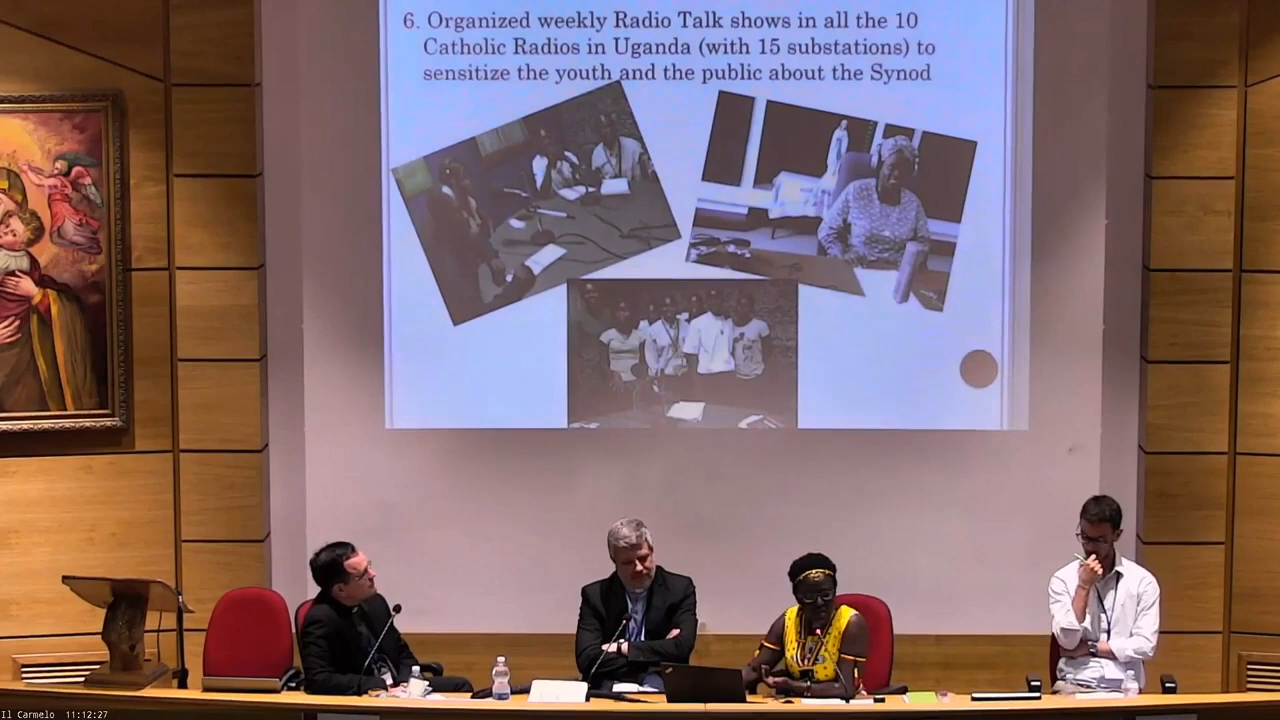 6. Organized weekly Radio Talk shows in all the 10
Catholic Radios in Uganda (with 15 substations) to
sensitize the youth and the public about the Synod
Il Carmelo 11:12:27